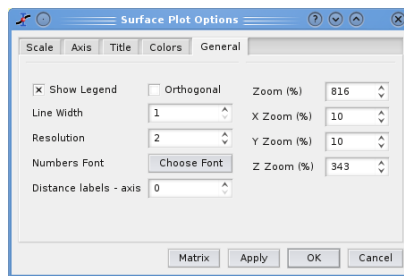 Surface Plot Options
Scale Axis Title Colors General
Show Legend Orthogonal Zoom (%) 816
Line Width 1 X Zoom (%) 10
Resolution 2 Y Zoom (%) 10
Numbers Font Choose Font Z Zoom (%) 343
Distance labels - axis 0
Matrix Apply OK Cancel